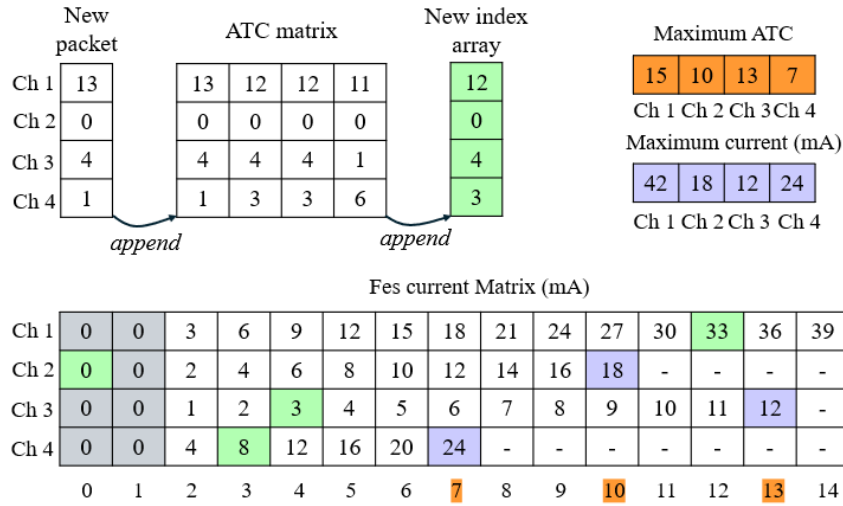 New packet
ATC matrix
New index array
Maximum ATC
Ch 1 13 13 12 12 11 12
Ch 2 0 0 0 0 0 0
Ch 3 4 4 4 4 1 4
Ch 4 1 1 3 3 6 3
append append
15 10 13 7
Ch 1 Ch 2 Ch 3 Ch 4
Maximum current (mA)
42 18 12 24
Ch 1 Ch 2 Ch 3 Ch 4
Fes current Matrix (mA)
Ch 1 0 0 3 6 9 12 15 18 21 24 27 30 33 36 39
Ch 2 0 0 2 4 6 8 10 12 14 16 18 - - - -
Ch 3 0 0 1 2 3 4 5 6 7 8 9 10 11 12 -
Ch 4 0 0 4 8 12 16 20 24 - - - - - - -
0 1 2 3 4 5 6 7 8 9 10 11 12 13 14